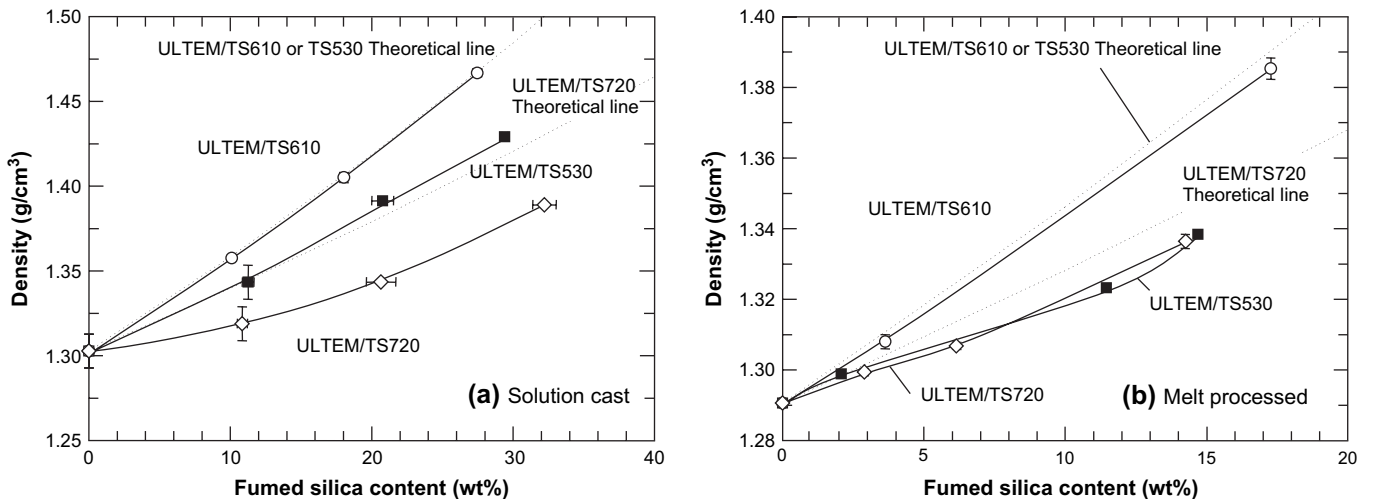 1.50
1.45
1.40
1.35
1.30
1.25
Density (g/cm³)
0
10
20
30
40
Fumed silica content (wt%)
ULTEM/TS610 or TS530 Theoretical line
ULTEM/TS720
Theoretical line
ULTEM/TS610
ULTEM/TS530
ULTEM/TS720
(a) Solution cast
1.40
1.38
1.36
1.34
1.32
1.30
1.28
Density (g/cm³)
0
5
10
15
20
Fumed silica content (wt%)
ULTEM/TS610 or TS530 Theoretical line
ULTEM/TS720
Theoretical line
ULTEM/TS610
ULTEM/TS530
ULTEM/TS720
(b) Melt processed